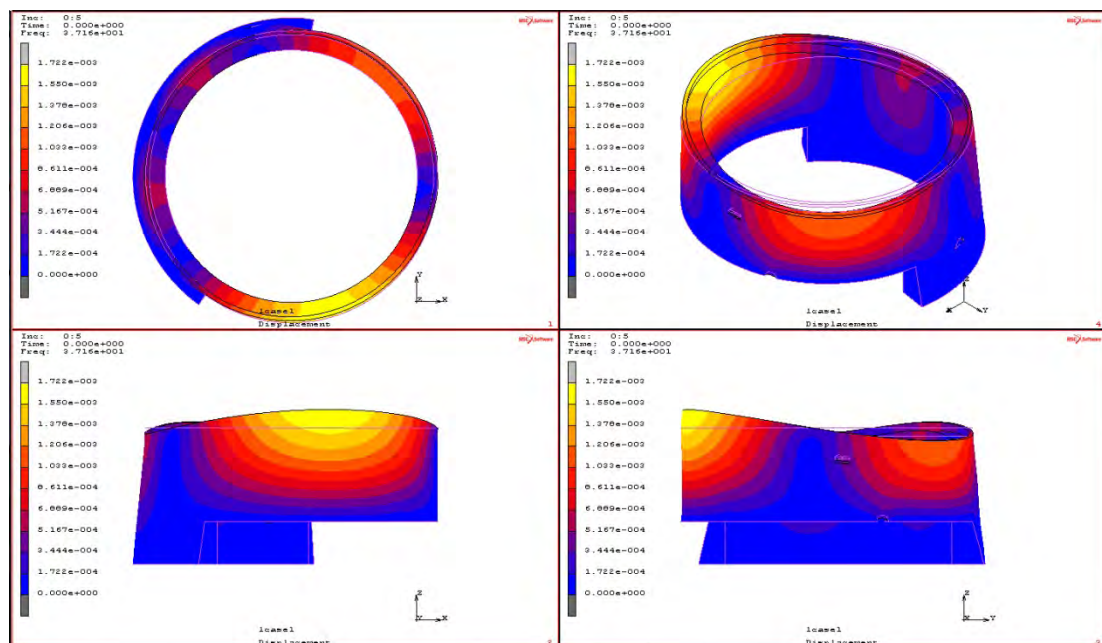 Inc: 0:5
Time: 0.000e+000
Freq: 3.716e+001
1.722e-003
1.550e-003
1.378e-003
1.206e-003
1.033e-003
8.611e-004
6.889e-004
5.167e-004
3.444e-004
1.722e-004
0.000e+000
Y
Z X
lcase1
Displacement
1
Inc: 0:5
Time: 0.000e+000
Freq: 3.716e+001
1.722e-003
1.550e-003
1.378e-003
1.206e-003
1.033e-003
8.611e-004
6.889e-004
5.167e-004
3.444e-004
1.722e-004
0.000e+000
Z
X Y
lcase1
Displacement
4
Inc: 0:5
Time: 0.000e+000
Freq: 3.716e+001
1.722e-003
1.550e-003
1.378e-003
1.206e-003
1.033e-003
8.611e-004
6.889e-004
5.167e-004
3.444e-004
1.722e-004
0.000e+000
Z
Y X
lcase1
Displacement
Inc: 0:5
Time: 0.000e+000
Freq: 3.716e+001
1.722e-003
1.550e-003
1.378e-003
1.206e-003
1.033e-003
8.611e-004
6.889e-004
5.167e-004
3.444e-004
1.722e-004
0.000e+000
Z
X Y
lcase1
Displacement